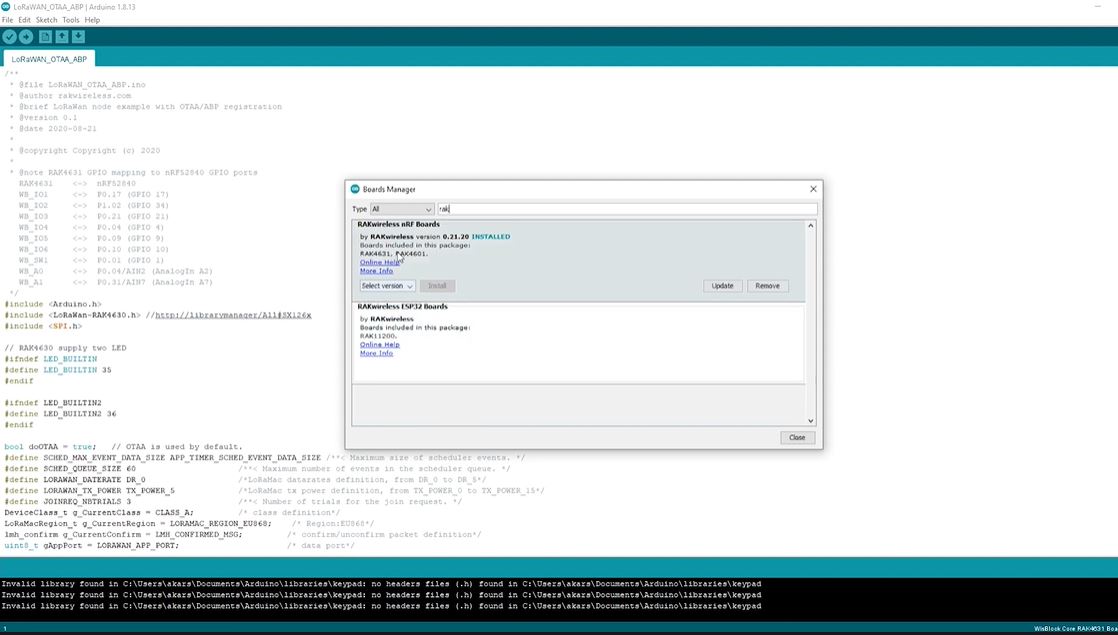 LoRaWAN_OTAA_ABP | Arduino 1.8.13
File Edit Sketch Tools Help
LoRaWAN_OTAA_ABP
/**
* @file LoRaWAN_OTAA_ABP.ino
* @author rakwireless.com
* @brief LoRaWan node example with OTAA/ABP registration
* @version 0.1
* @date 2020-08-21
*
* @copyright Copyright (c) 2020
*
* @note RAK4631 GPIO mapping to nRF52840 GPIO ports
RAK4631 <-> nRF52840
WB_IO1 <-> P0.17 (GPIO 17)
WB_IO2 <-> P1.02 (GPIO 34)
WB_IO3 <-> P0.21 (GPIO 21)
WB_IO4 <-> P0.04 (GPIO 4)
WB_IO5 <-> P0.09 (GPIO 9)
WB_IO6 <-> P0.10 (GPIO 10)
WB_SW1 <-> P0.01 (GPIO 1)
WB_A0 <-> P0.04/AIN2 (AnalogIn A2)
WB_A1 <-> P0.31/AIN7 (AnalogIn A7)
*/
#include <Arduino.h>
#include <LoRaWan-RAK4630.h> //http://librarymanager/All#SX126x
#include <SPI.h>
// RAK4630 supply two LED
#ifndef LED_BUILTIN
#define LED_BUILTIN 35
#endif
#ifndef LED_BUILTIN2
#define LED_BUILTIN2 36
#endif
bool doOTAA = true; // OTAA is used by default.
#define SCHED_MAX_EVENT_DATA_SIZE APP_TIMER_SCHED_EVENT_DATA_SIZE /**< Maximum size of scheduler events. */
#define SCHED_QUEUE_SIZE 60 /**< Maximum number of events in the scheduler queue. */
#define LORAWAN_DATERATE DR_0 /*LoRaMac datarates definition, from DR_0 to DR_5*/
#define LORAWAN_TX_POWER TX_POWER_5 /*LoRaMac tx power definition, from TX_POWER_0 to TX_POWER_15*/
#define JOINREQ_NBTRIALS 3 /**< Number of trials for the join request. */
DeviceClass_t g_CurrentClass = CLASS_A; /* class definition*/
LoRaMacRegion_t g_CurrentRegion = LORAMAC_REGION_EU868; /* Region:EU868*/
lmh_confirm g_CurrentConfirm = LMH_CONFIRMED_MSG; /* confirm/unconfirm packet definition*/
uint8_t gAppPort = LORAWAN_APP_PORT; /* data port*/
Boards Manager
Type All rak
RAKwireless nRF Boards
by RAKwireless version 0.21.20 INSTALLED
Boards included in this package:
RAK4631, RAK4601.
Online Help
More Info
Select version Install Update Remove
RAKwireless ESP32 Boards
by RAKwireless
Boards included in this package:
RAK11200.
Online Help
More Info
Close
Invalid library found in C:\Users\akars\Documents\Arduino\libraries\keypad: no headers files (.h) found in C:\Users\akars\Documents\Arduino\libraries\keypad
Invalid library found in C:\Users\akars\Documents\Arduino\libraries\keypad: no headers files (.h) found in C:\Users\akars\Documents\Arduino\libraries\keypad
Invalid library found in C:\Users\akars\Documents\Arduino\libraries\keypad: no headers files (.h) found in C:\Users\akars\Documents\Arduino\libraries\keypad
1 WisBlock Core RAK4631 Boa